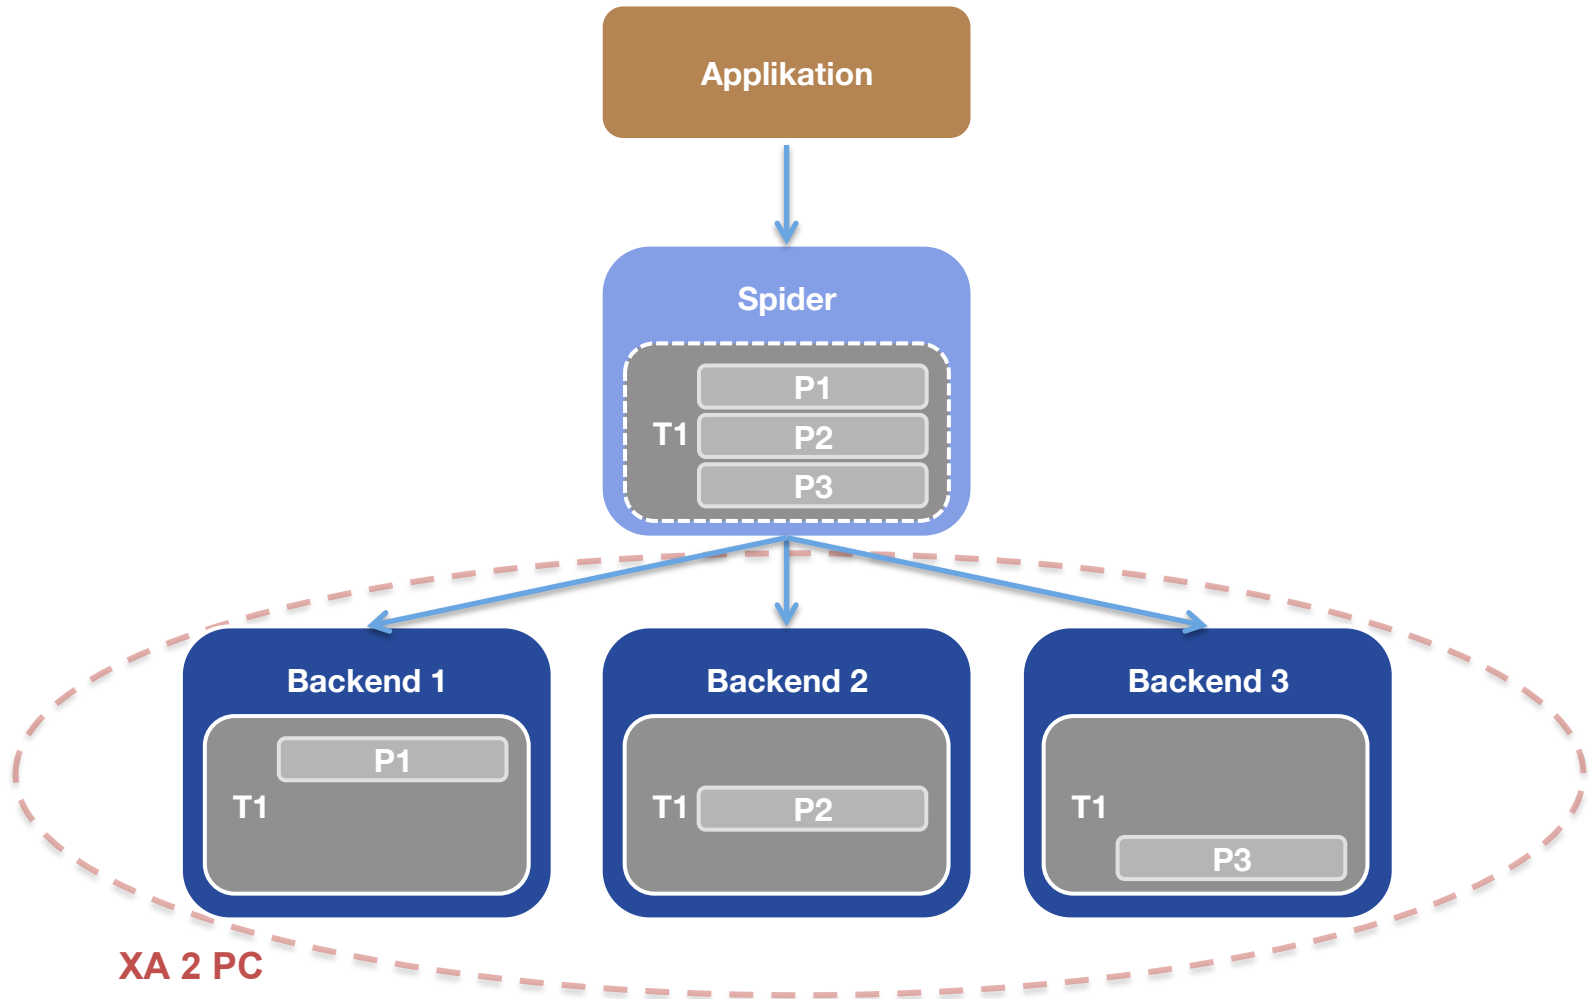 Applikation
Spider
P1
T1
P2
P3
Backend 1
P1
T1
Backend 2
T1
P2
Backend 3
T1
P3
XA 2 PC